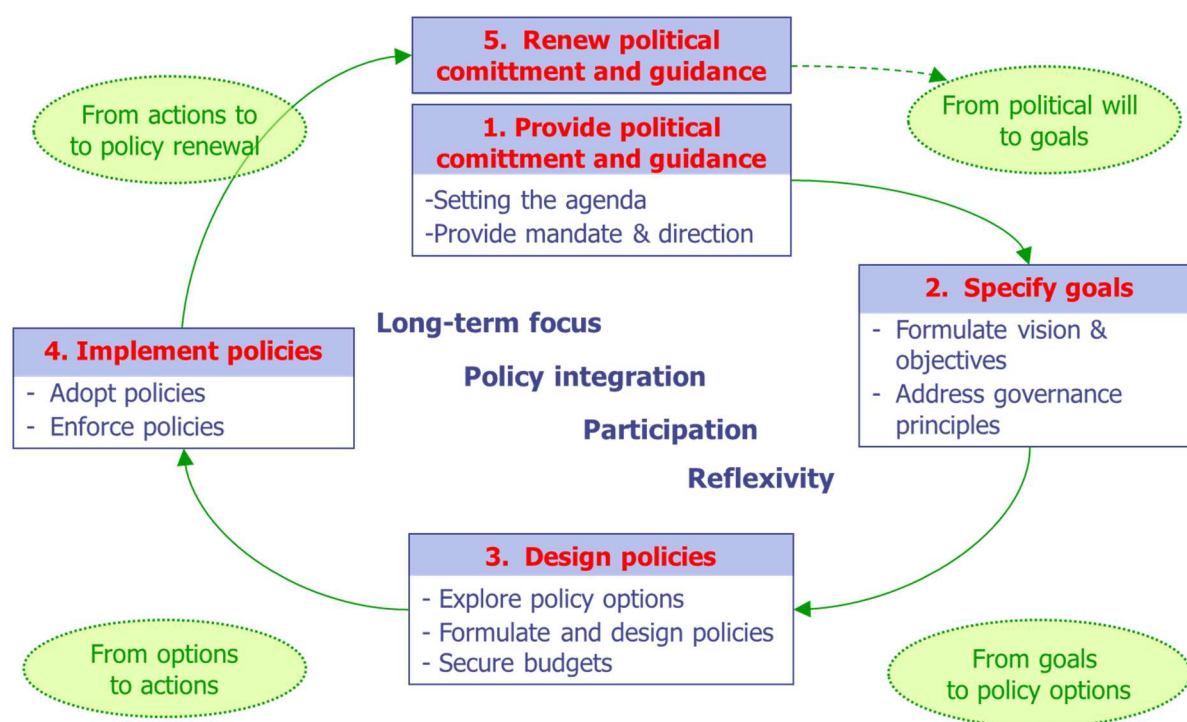 5. Renew political
comittment and guidance
From actions to
to policy renewal
From political will
to goals
1. Provide political
comittment and guidance
-Setting the agenda
-Provide mandate & direction
2. Specify goals
- Formulate vision &
objectives
- Address governance
principles
Long-term focus
Policy integration
Participation
Reflexivity
4. Implement policies
- Adopt policies
- Enforce policies
3. Design policies
- Explore policy options
- Formulate and design policies
- Secure budgets
From options
to actions
From goals
to policy options